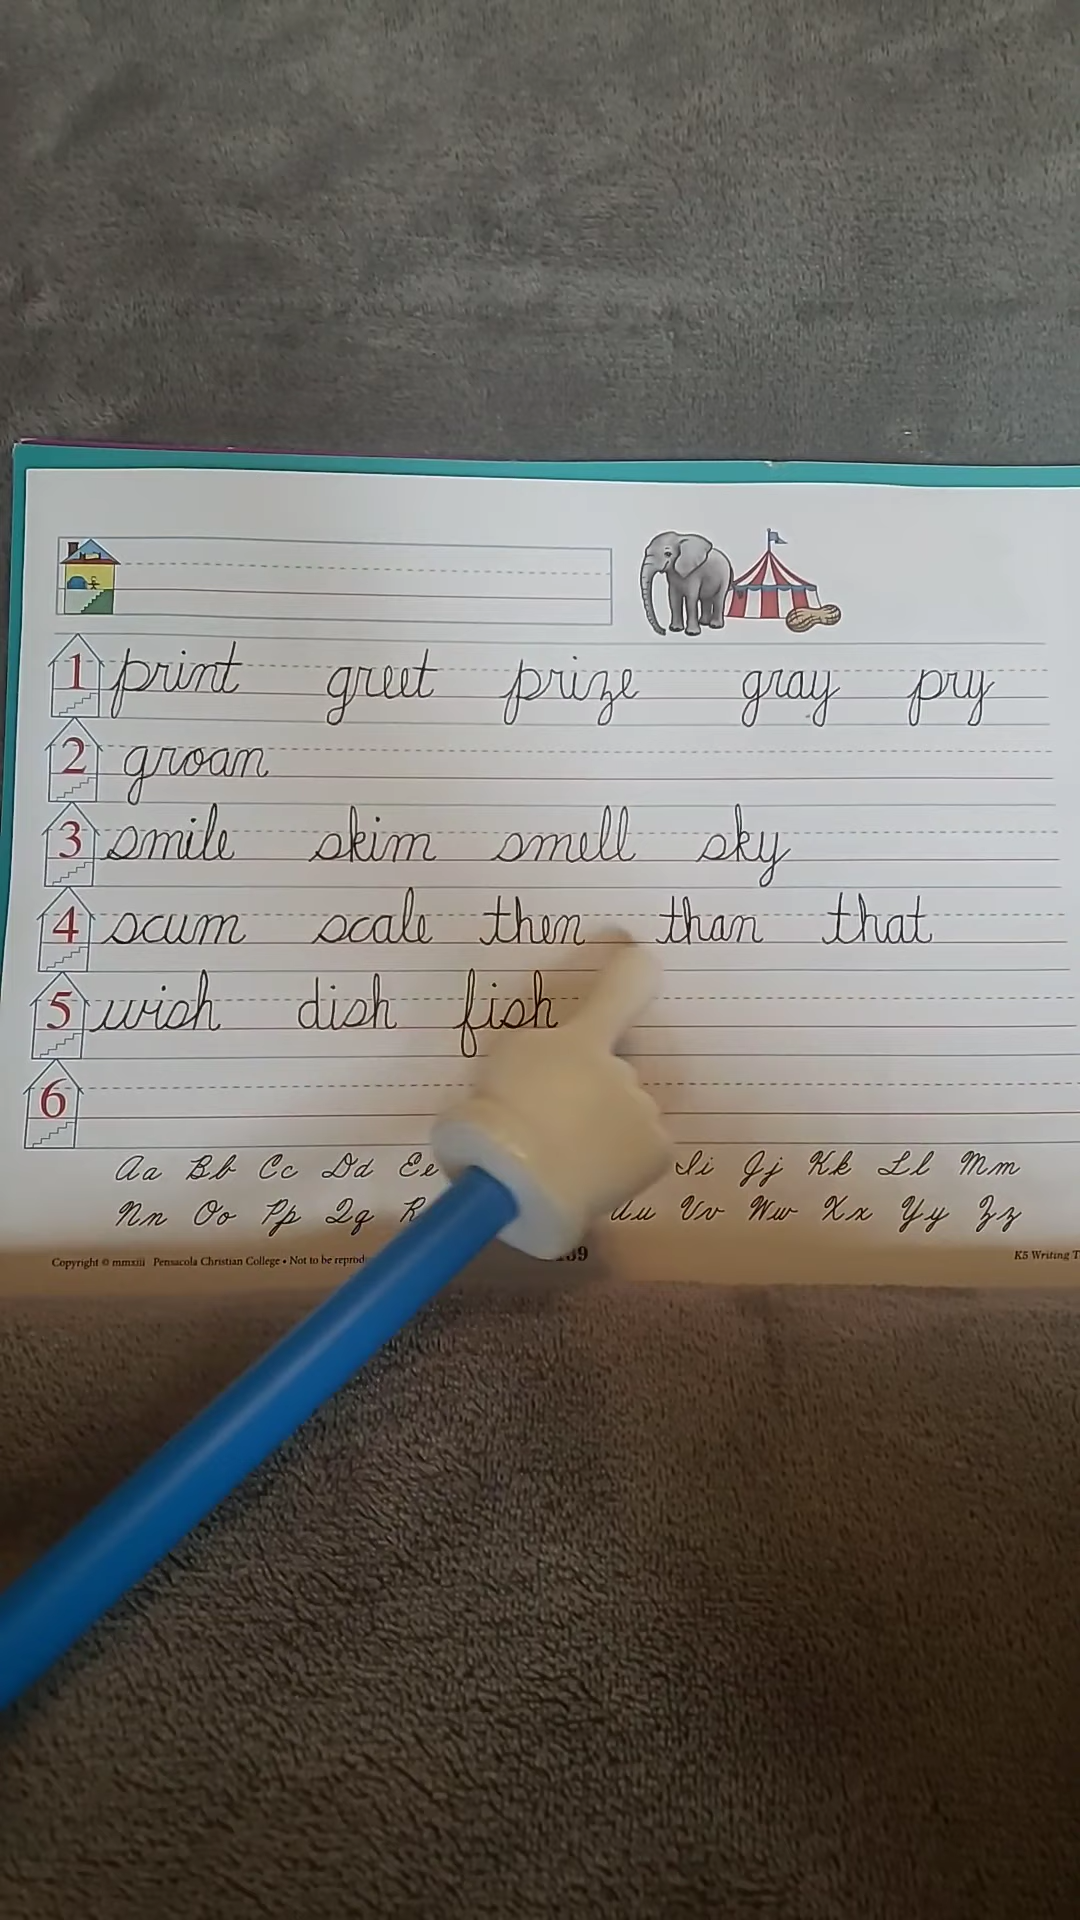 1 print greet prize gray pry
2 groan
3 smile skim smell sky
4 scum scale then than that
5 wish dish fish
6
Aa Bb Cc Dd Ee Ii Jj Kk Ll Mm
Nn Oo Pp Qq R Uu Vv Ww Xx Yy Zz
Copyright © mmxiii Pensacola Christian College • Not to be reprod
K5 Writing T